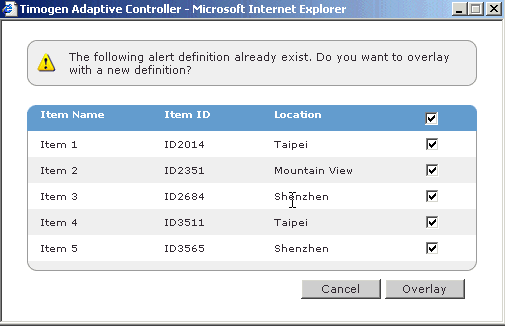 Timogen Adaptive Controller - Microsoft Internet Explorer
The following alert definition already exist. Do you want to overlay
with a new definition?
Item Name Item ID Location
Item 1 ID2014 Taipei
Item 2 ID2351 Mountain View
Item 3 ID2684 Shenzhen
Item 4 ID3511 Taipei
Item 5 ID3565 Shenzhen
Cancel Overlay